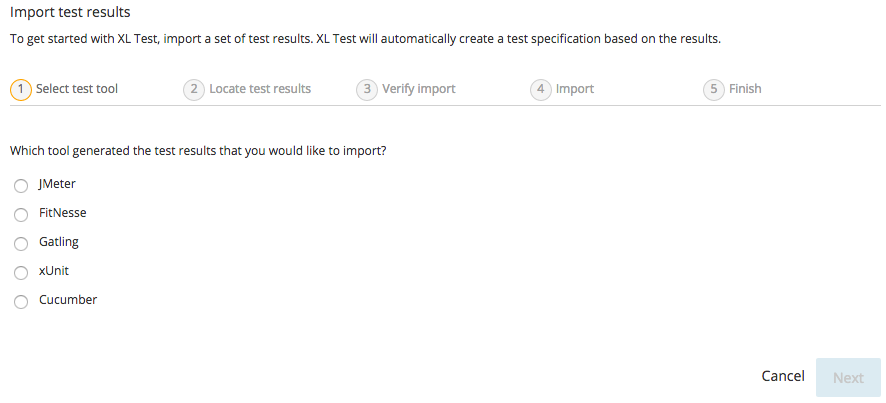 Import test results
To get started with XL Test, import a set of test results. XL Test will automatically create a test specification based on the results.
1 Select test tool 2 Locate test results 3 Verify import 4 Import 5 Finish
Which tool generated the test results that you would like to import?
JMeter
FitNesse
Gatling
xUnit
Cucumber
Cancel Next